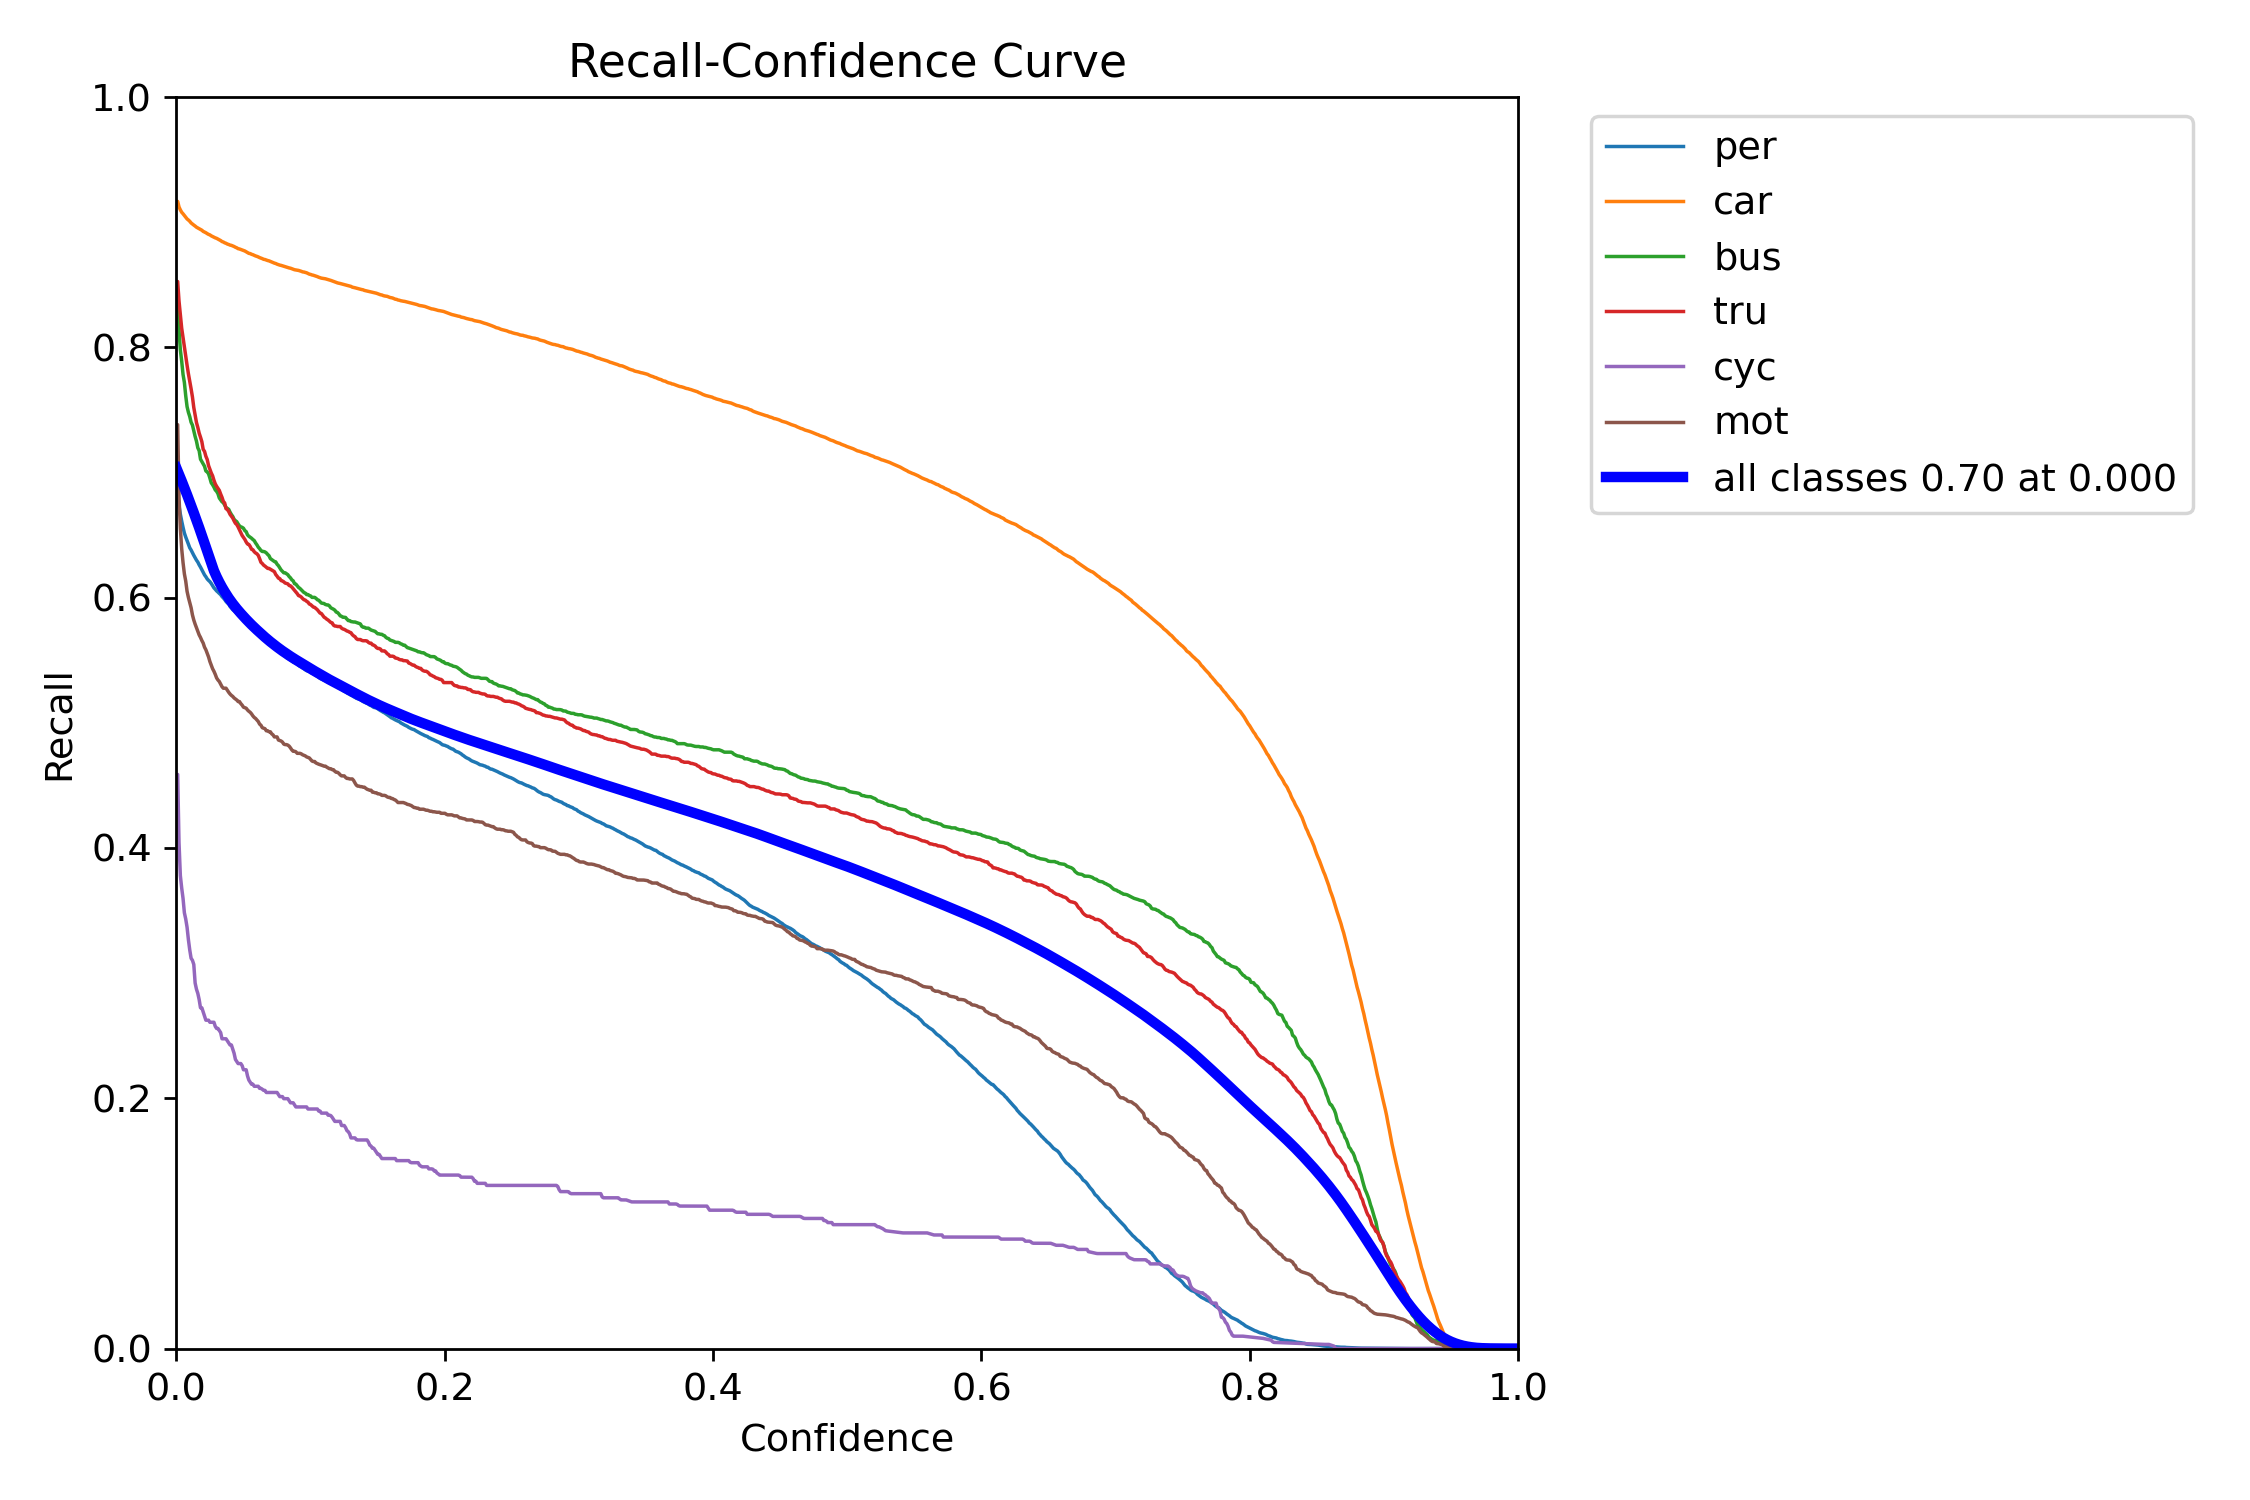 Recall-Confidence Curve
1.0
0.8
0.6
0.4
0.2
0.0
Recall
0.0 0.2 0.4 0.6 0.8 1.0
Confidence
per
car
bus
tru
cyc
mot
all classes 0.70 at 0.000